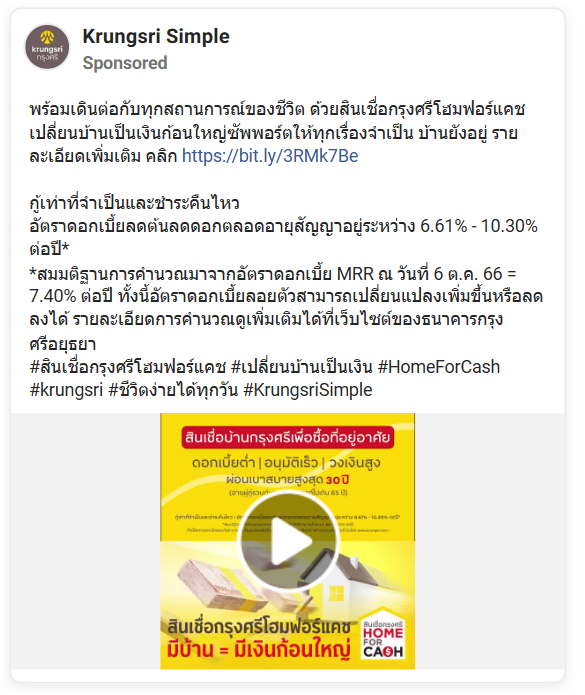 Krungsri Simple
Sponsored
krungsri
กรุงศรี
พร้อมเดินต่อกับทุกสถานการณ์ของชีวิต ด้วยสินเชื่อกรุงศรีโฮมฟอร์แคช
เปลี่ยนบ้านเป็นเงินก้อนใหญ่ซัพพอร์ตให้ทุกเรื่องจำเป็น บ้านยังอยู่ ราย
ละเอียดเพิ่มเติม คลิก https://bit.ly/3RMk7Be
กู้เท่าที่จำเป็นและชำระคืนไหว
อัตราดอกเบี้ยลดต้นลดดอกตลอดอายุสัญญาอยู่ระหว่าง 6.61% - 10.30%
ต่อปี*
*สมมติฐานการคำนวณมาจากอัตราดอกเบี้ย MRR ณ วันที่ 6 ต.ค. 66 =
7.40% ต่อปี ทั้งนี้อัตราดอกเบี้ยลอยตัวสามารถเปลี่ยนแปลงเพิ่มขึ้นหรือลด
ลงได้ รายละเอียดการคำนวณดูเพิ่มเติมได้ที่เว็บไซต์ของธนาคารกรุง
ศรีอยุธยา
#สินเชื่อกรุงศรีโฮมฟอร์แคช #เปลี่ยนบ้านเป็นเงิน #HomeForCash
#krungsri #ชีวิตง่ายได้ทุกวัน #KrungsriSimple
สินเชื่อบ้านกรุงศรีเพื่อซื้อที่อยู่อาศัย
ดอกเบี้ยต่ำ | อนุมัติเร็ว | วงเงินสูง
ผ่อนเบาสบายสูงสุด 30 ปี
สินเชื่อกรุงศรีโฮมฟอร์แคช
มีบ้าน = มีเงินก้อนใหญ่
สินเชื่อกรุงศรี
HOME
FOR
CA$H